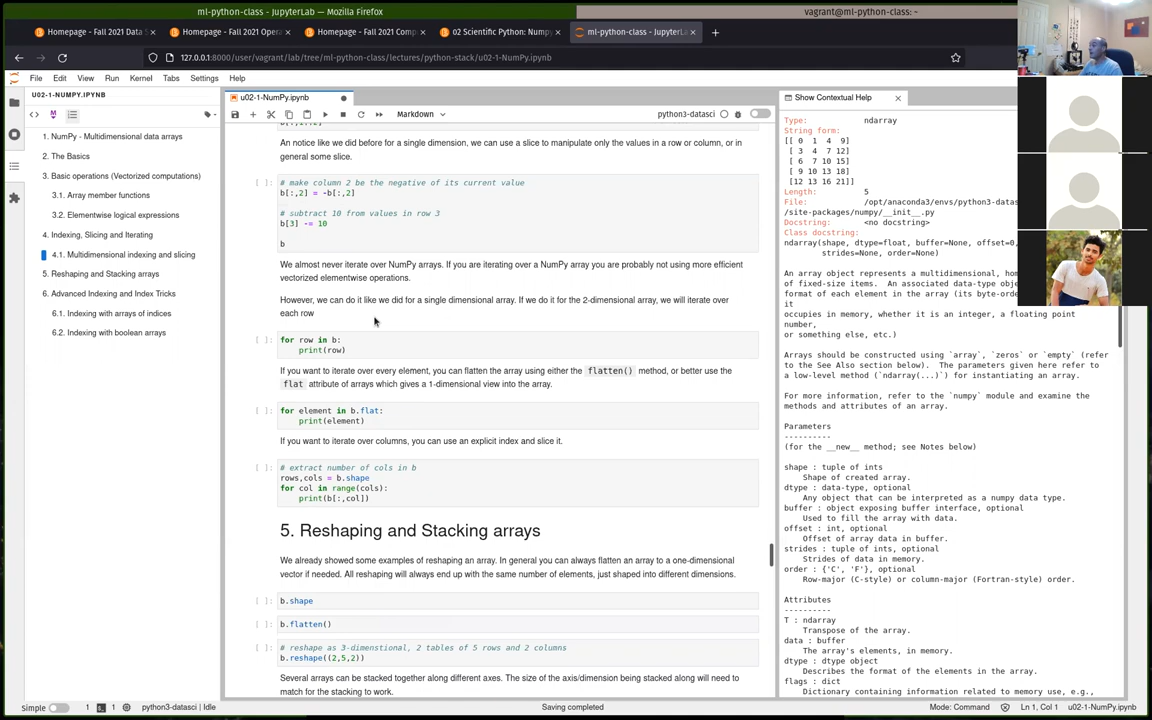 ml-python-class - JupyterLab — Mozilla Firefox
vagrant@ml-python-class: ~
Homepage - Fall 2021 Data S
Homepage - Fall 2021 Opera
Homepage - Fall 2021 Comp
02 Scientific Python: Numpy
ml-python-class - JupyterLa
127.0.0.1:8000/user/vagrant/lab/tree/ml-python-class/lectures/python-stack/u02-1-NumPy.ipynb
File Edit View Run Kernel Tabs Settings Help
U02-1-NUMPY.IPYNB
1. NumPy - Multidimensional data arrays
2. The Basics
3. Basic operations (Vectorized computations)
3.1. Array member functions
3.2. Elementwise logical expressions
4. Indexing, Slicing and Iterating
4.1. Multidimensional indexing and slicing
5. Reshaping and Stacking arrays
6. Advanced Indexing and Index Tricks
6.1. Indexing with arrays of indices
6.2. Indexing with boolean arrays
u02-1-NumPy.ipynb
Markdown
python3-datasci
An notice like we did before for a single dimension, we can use a slice to manipulate only the values in a row or column, or in
general some slice.
[ ]: # make column 2 be the negative of its current value
b[:,2] = -b[:,2]
# subtract 10 from values in row 3
b[3] -= 10
b
We almost never iterate over NumPy arrays. If you are iterating over a NumPy array you are probably not using more efficient
vectorized elementwise operations.
However, we can do it like we did for a single dimensional array. If we do it for the 2-dimensional array, we will iterate over
each row
[ ]: for row in b:
print(row)
If you want to iterate over every element, you can flatten the array using either the flatten() method, or better use the
flat attribute of arrays which gives a 1-dimensional view into the array.
[ ]: for element in b.flat:
print(element)
If you want to iterate over columns, you can use an explicit index and slice it.
[ ]: # extract number of cols in b
rows,cols = b.shape
for col in range(cols):
print(b[:,col])
5. Reshaping and Stacking arrays
We already showed some examples of reshaping an array. In general you can always flatten an array to a one-dimensional
vector if needed. All reshaping will always end up with the same number of elements, just shaped into different dimensions.
[ ]: b.shape
[ ]: b.flatten()
[ ]: # reshape as 3-dimenstional, 2 tables of 5 rows and 2 columns
b.reshape((2,5,2))
Several arrays can be stacked together along different axes. The size of the axis/dimension being stacked along will need to
match for the stacking to work.
Show Contextual Help
Type: ndarray
String form:
[[ 0 1 4 9]
[ 3 4 7 12]
[ 6 7 10 15]
[ 9 10 13 18]
[12 13 16 21]]
Length: 5
File: /opt/anaconda3/envs/python3-datas
/site-packages/numpy/__init__.py
Docstring: <no docstring>
Class docstring:
ndarray(shape, dtype=float, buffer=None, offset=0,
strides=None, order=None)
An array object represents a multidimensional, hom
of fixed-size items. An associated data-type objec
format of each element in the array (its byte-orde
it
occupies in memory, whether it is an integer, a floating point
number,
or something else, etc.)
Arrays should be constructed using `array`, `zeros` or `empty` (refer
to the See Also section below). The parameters given here refer to
a low-level method (`ndarray(...)`) for instantiating an array.
For more information, refer to the `numpy` module and examine the
methods and attributes of an array.
Parameters
----------
(for the __new__ method; see Notes below)
shape : tuple of ints
Shape of created array.
dtype : data-type, optional
Any object that can be interpreted as a numpy data type.
buffer : object exposing buffer interface, optional
Used to fill the array with data.
offset : int, optional
Offset of array data in buffer.
strides : tuple of ints, optional
Strides of data in memory.
order : {'C', 'F'}, optional
Row-major (C-style) or column-major (Fortran-style) order.
Attributes
----------
T : ndarray
Transpose of the array.
data : buffer
The array's elements, in memory.
dtype : dtype object
Describes the format of the elements in the array.
flags : dict
Dictionary containing information related to memory use, e.g.,
Simple
1 1
python3-datasci | Idle
Saving completed
Mode: Command
Ln 1, Col 1
u02-1-NumPy.ipynb